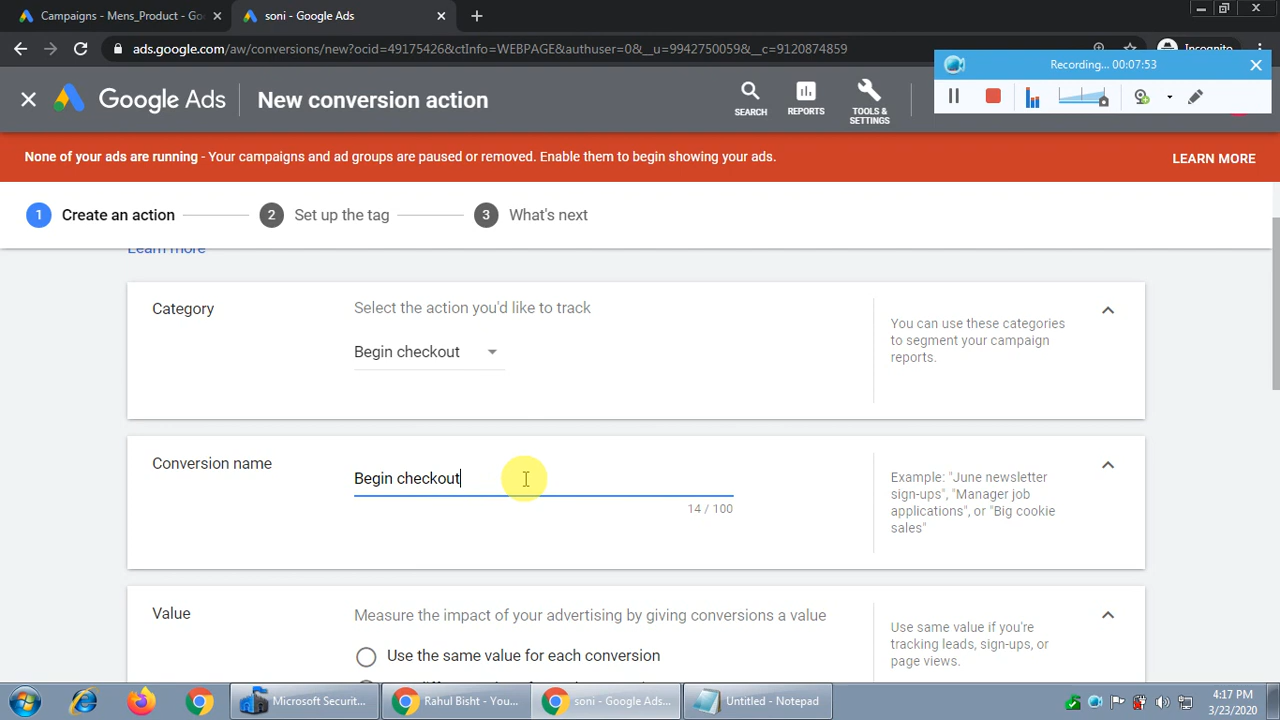 Campaigns - Mens_Product - Go
soni - Google Ads
ads.google.com/aw/conversions/new?ocid=49175426&ctInfo=WEBPAGE&authuser=0&__u=9942750059&__c=9120874859
Incognito
Recording... 00:07:53
Google Ads
New conversion action
SEARCH
REPORTS
TOOLS &
SETTINGS
None of your ads are running - Your campaigns and ad groups are paused or removed. Enable them to begin showing your ads.
LEARN MORE
1 Create an action
2 Set up the tag
3 What's next
Learn more
Category
Select the action you'd like to track
Begin checkout
You can use these categories
to segment your campaign
reports.
Conversion name
Begin checkout
14 / 100
Example: "June newsletter
sign-ups", "Manager job
applications", or "Big cookie
sales"
Value
Measure the impact of your advertising by giving conversions a value
Use the same value for each conversion
Use same value if you're
tracking leads, sign-ups, or
page views.
Microsoft Securit...
Rahul Bisht - You...
soni - Google Ads...
Untitled - Notepad
4:17 PM
3/23/2020